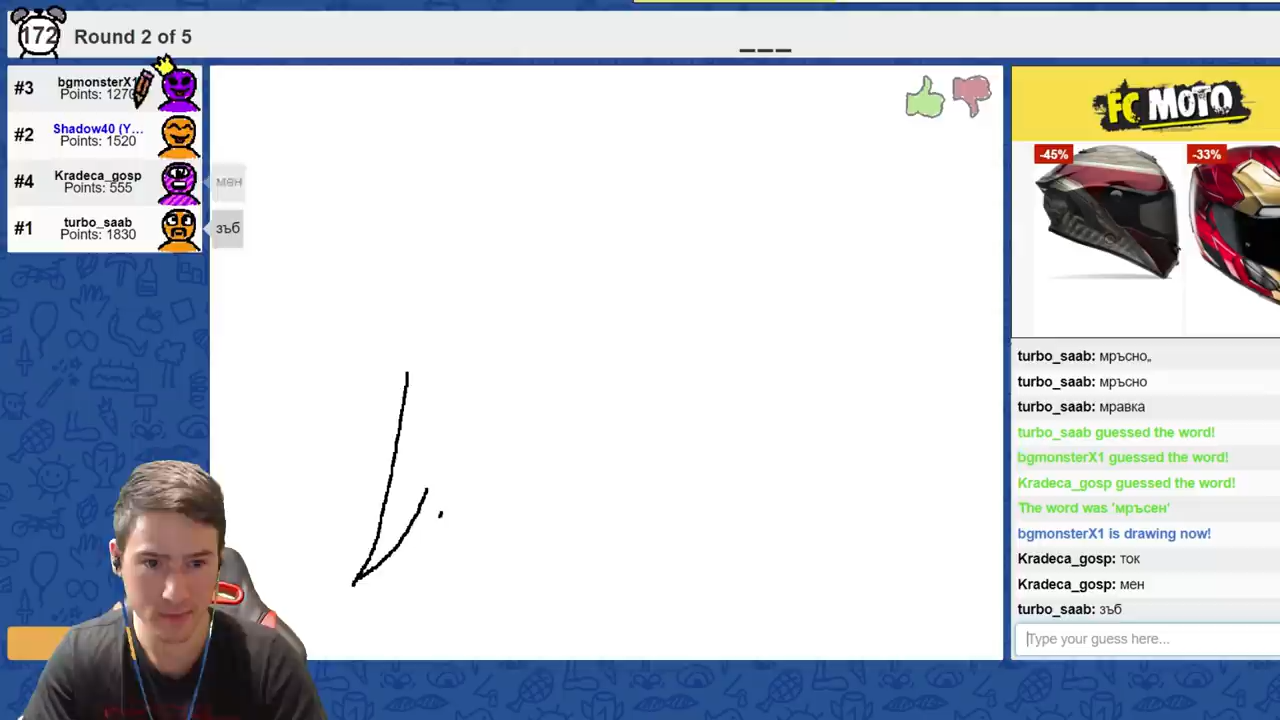 172
Round 2 of 5
_ _ _
#3
bgmonsterX1
Points: 1270
#2
Shadow40 (Y...
Points: 1520
#4
Kradeca_gosp
Points: 555
мен
#1
turbo_saab
Points: 1830
зъб
FC MOTO
-45%
-33%
turbo_saab: мръсно,,
turbo_saab: мръсно
turbo_saab: мравка
turbo_saab guessed the word!
bgmonsterX1 guessed the word!
Kradeca_gosp guessed the word!
The word was 'мръсен'
bgmonsterX1 is drawing now!
Kradeca_gosp: ток
Kradeca_gosp: мен
turbo_saab: зъб
Type your guess here...